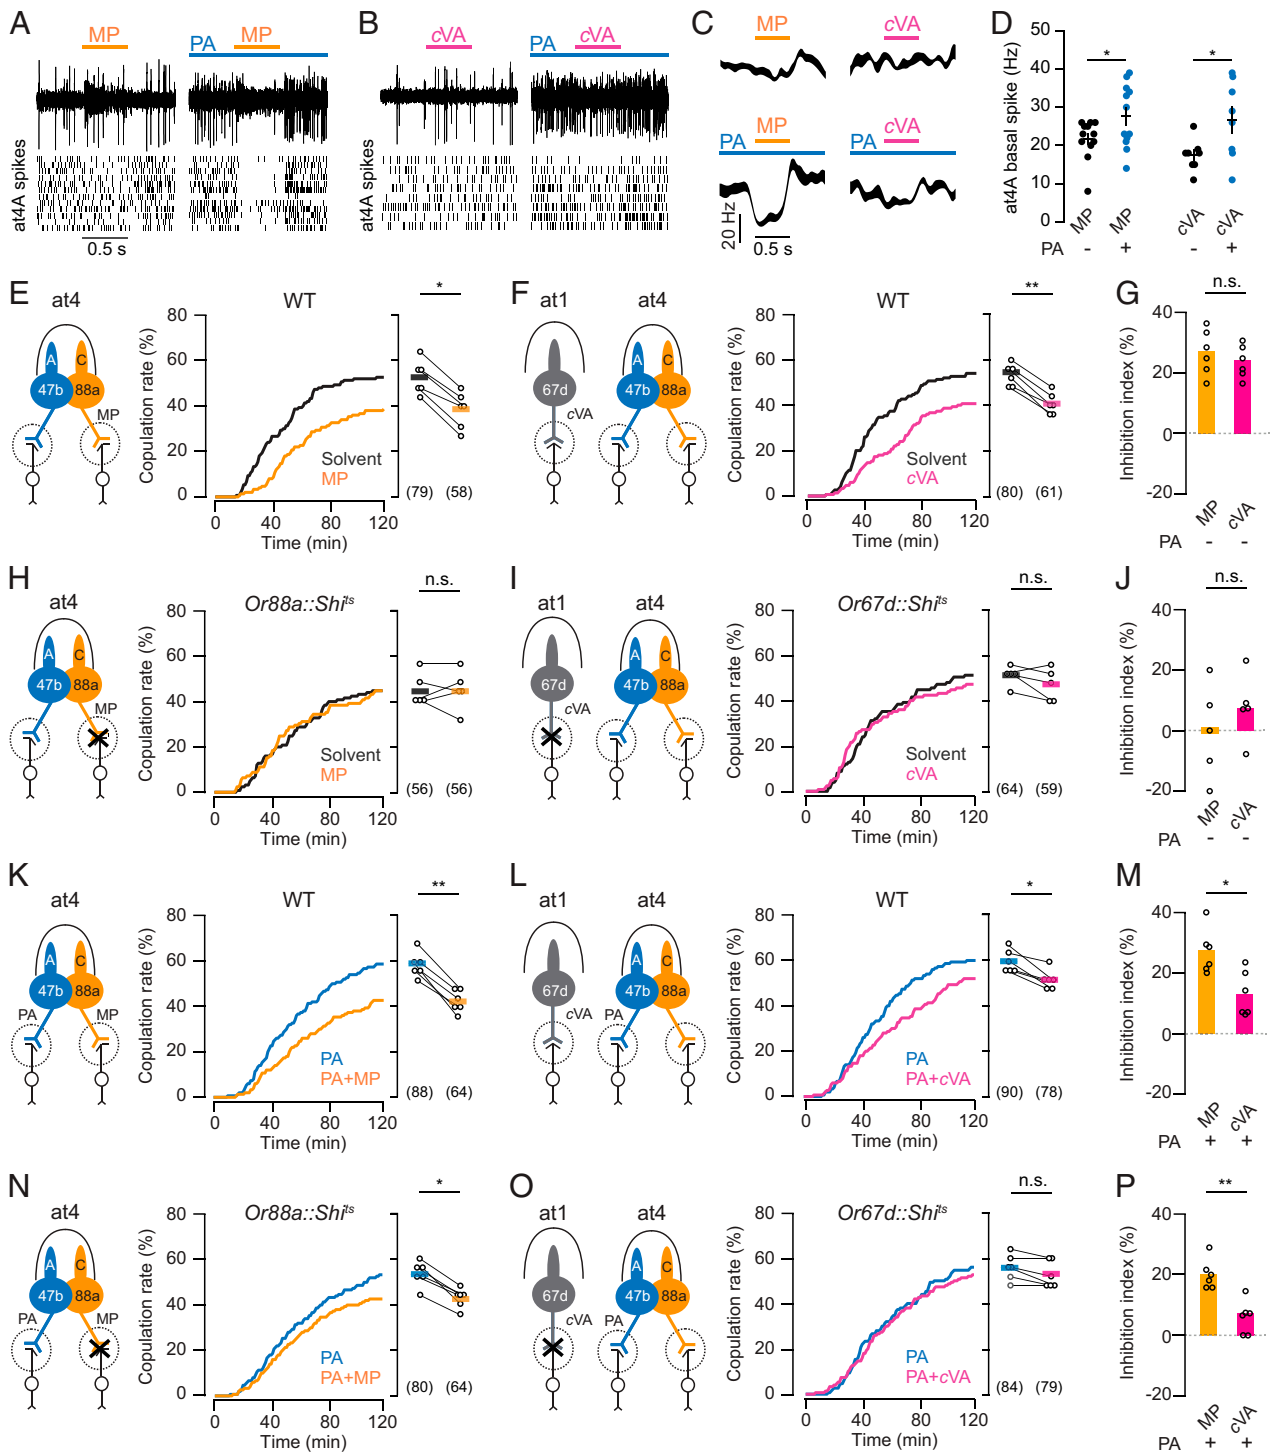 A
MP
PA
MP
at4A spikes
0.5 s
B
cVA
PA
cVA
at4A spikes
C
MP
cVA
PA
MP
PA
cVA
20 Hz
0.5 s
D
at4A basal spike (Hz)
50
40
30
20
10
0
*
*
MP
MP
cVA
cVA
PA
-
+
-
+
E
at4
A
C
47b
88a
MP
WT
Copulation rate (%)
80
60
40
20
0
Solvent
MP
0
40
80
120
Time (min)
*
(79)
(58)
F
at1
at4
67d
A
C
47b
88a
cVA
WT
Copulation rate (%)
80
60
40
20
0
Solvent
cVA
0
40
80
120
Time (min)
**
(80)
(61)
G
n.s.
Inhibition index (%)
40
20
0
-20
MP
cVA
PA
-
-
H
at4
A
C
47b
88a
MP
Or88a::Shits
Copulation rate (%)
80
60
40
20
0
Solvent
MP
0
40
80
120
Time (min)
n.s.
(56)
(56)
I
at1
at4
67d
A
C
47b
88a
cVA
Or67d::Shits
Copulation rate (%)
80
60
40
20
0
Solvent
cVA
0
40
80
120
Time (min)
n.s.
(64)
(59)
J
n.s.
Inhibition index (%)
40
20
0
-20
MP
cVA
PA
-
-
K
at4
A
C
47b
88a
PA
MP
WT
Copulation rate (%)
80
60
40
20
0
PA
PA+MP
0
40
80
120
Time (min)
**
(88)
(64)
L
at1
at4
67d
A
C
47b
88a
cVA
PA
WT
Copulation rate (%)
80
60
40
20
0
PA
PA+cVA
0
40
80
120
Time (min)
*
(90)
(78)
M
*
Inhibition index (%)
40
20
0
-20
MP
cVA
PA
+
+
N
at4
A
C
47b
88a
PA
MP
Or88a::Shits
Copulation rate (%)
80
60
40
20
0
PA
PA+MP
0
40
80
120
Time (min)
*
(80)
(64)
O
at1
at4
67d
A
C
47b
88a
cVA
PA
Or67d::Shits
Copulation rate (%)
80
60
40
20
0
PA
PA+cVA
0
40
80
120
Time (min)
n.s.
(84)
(79)
P
**
Inhibition index (%)
40
20
0
-20
MP
cVA
PA
+
+